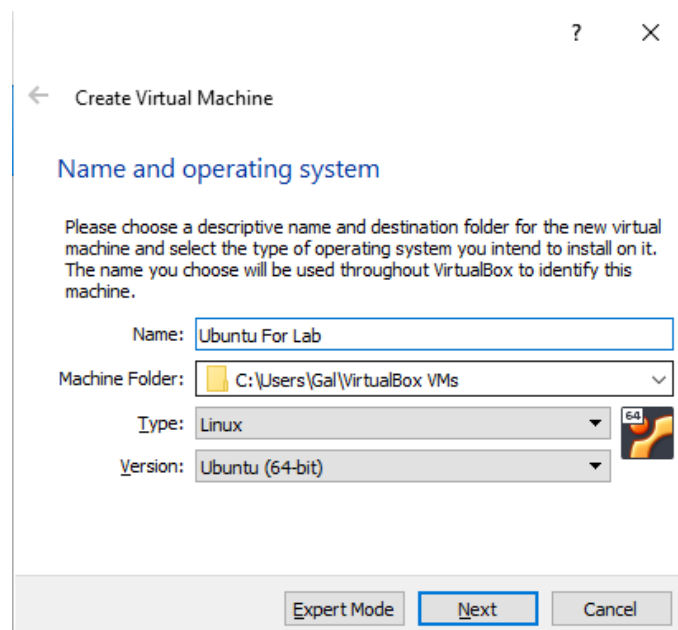 ?
Create Virtual Machine
Name and operating system
Please choose a descriptive name and destination folder for the new virtual
machine and select the type of operating system you intend to install on it.
The name you choose will be used throughout VirtualBox to identify this
machine.
Name: Ubuntu For Lab
Machine Folder: C:\Users\Gal\VirtualBox VMs
Type: Linux
64
Version: Ubuntu (64-bit)
Expert Mode Next Cancel